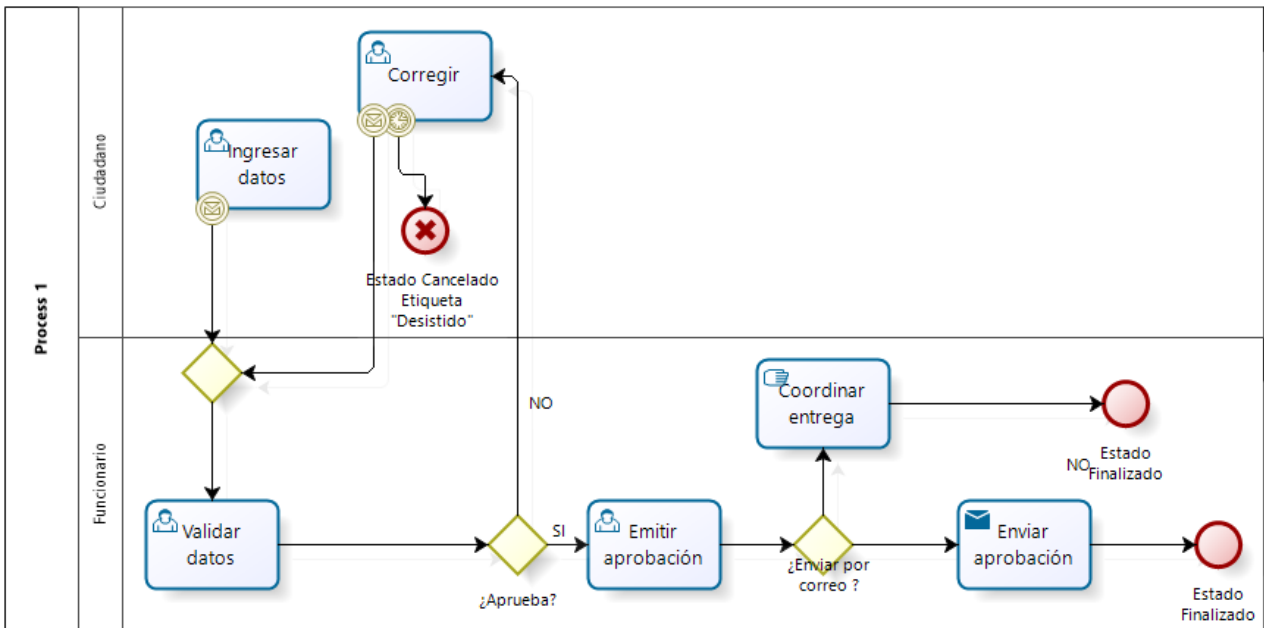 Process 1
Ciudadano
Corregir
Ingresar
datos
Estado Cancelado
Etiqueta
"Desistido"
Funcionario
NO
Coordinar
entrega
NO
Estado
Finalizado
Validar
datos
¿Aprueba?
SI
Emitir
aprobación
¿Enviar por
correo ?
Enviar
aprobación
Estado
Finalizado